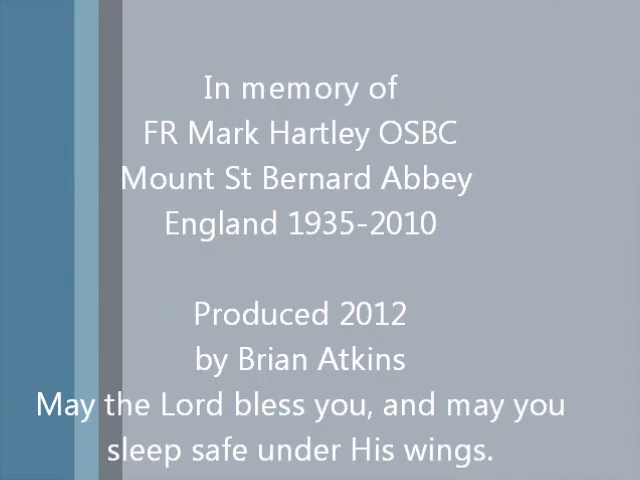 In memory of
FR Mark Hartley OSBC
Mount St Bernard Abbey
England 1935-2010
Produced 2012
by Brian Atkins
May the Lord bless you, and may you
sleep safe under His wings.